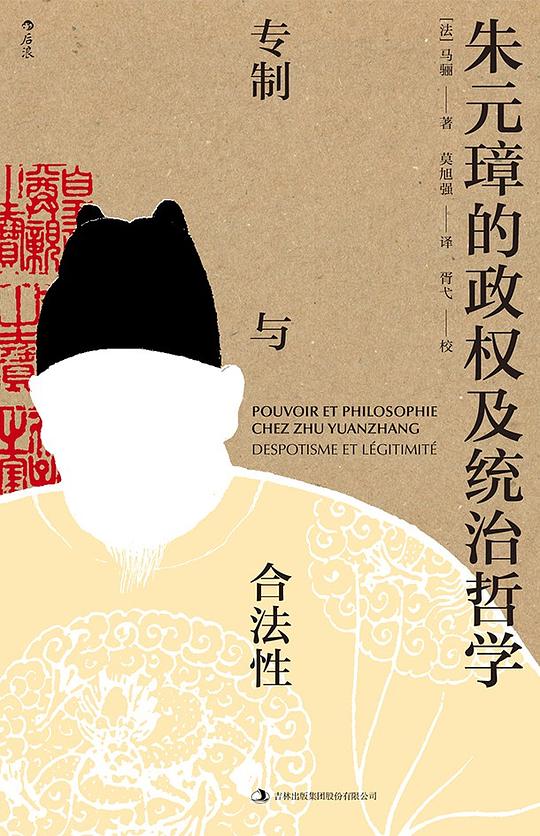 朱元璋的政权及统治哲学
专制
与
合法性
[法] 马骊 —— 著 莫旭强 —— 译 胥弋 —— 校
POUVOIR ET PHILOSOPHIE
CHEZ ZHU YUANZHANG
DESPOTISME ET LÉGITIMITÉ
后浪
吉林出版集团股份有限公司